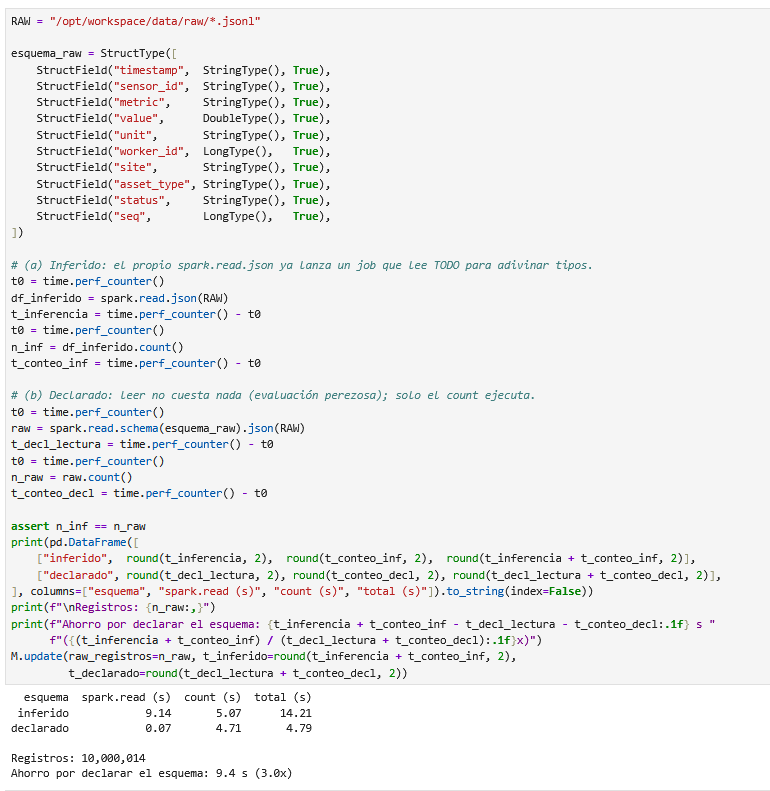 RAW = "/opt/workspace/data/raw/*.jsonl"

esquema_raw = StructType([
    StructField("timestamp",  StringType(), True),
    StructField("sensor_id",  StringType(), True),
    StructField("metric",     StringType(), True),
    StructField("value",      DoubleType(), True),
    StructField("unit",       StringType(), True),
    StructField("worker_id",  LongType(),   True),
    StructField("site",       StringType(), True),
    StructField("asset_type", StringType(), True),
    StructField("status",     StringType(), True),
    StructField("seq",        LongType(),   True),
])

# (a) Inferido: el propio spark.read.json ya lanza un job que lee TODO para adivinar tipos.
t0 = time.perf_counter()
df_inferido = spark.read.json(RAW)
t_inferencia = time.perf_counter() - t0
t0 = time.perf_counter()
n_inf = df_inferido.count()
t_conteo_inf = time.perf_counter() - t0

# (b) Declarado: leer no cuesta nada (evaluación perezosa); solo el count ejecuta.
t0 = time.perf_counter()
raw = spark.read.schema(esquema_raw).json(RAW)
t_decl_lectura = time.perf_counter() - t0
t0 = time.perf_counter()
n_raw = raw.count()
t_conteo_decl = time.perf_counter() - t0

assert n_inf == n_raw
print(pd.DataFrame([
    ["inferido",  round(t_inferencia, 2),  round(t_conteo_inf, 2),  round(t_inferencia + t_conteo_inf, 2)],
    ["declarado", round(t_decl_lectura, 2), round(t_conteo_decl, 2), round(t_decl_lectura + t_conteo_decl, 2)],
], columns=["esquema", "spark.read (s)", "count (s)", "total (s)"]).to_string(index=False))
print(f"\nRegistros: {n_raw:,}")
print(f"Ahorro por declarar el esquema: {t_inferencia + t_conteo_inf - t_decl_lectura - t_conteo_decl:.1f} s "
      f"({(t_inferencia + t_conteo_inf) / (t_decl_lectura + t_conteo_decl):.1f}x)")
M.update(raw_registros=n_raw, t_inferido=round(t_inferencia + t_conteo_inf, 2),
         t_declarado=round(t_decl_lectura + t_conteo_decl, 2))
  esquema  spark.read (s)  count (s)  total (s)
 inferido            9.14       5.07      14.21
declarado            0.07       4.71       4.79

Registros: 10,000,014
Ahorro por declarar el esquema: 9.4 s (3.0x)